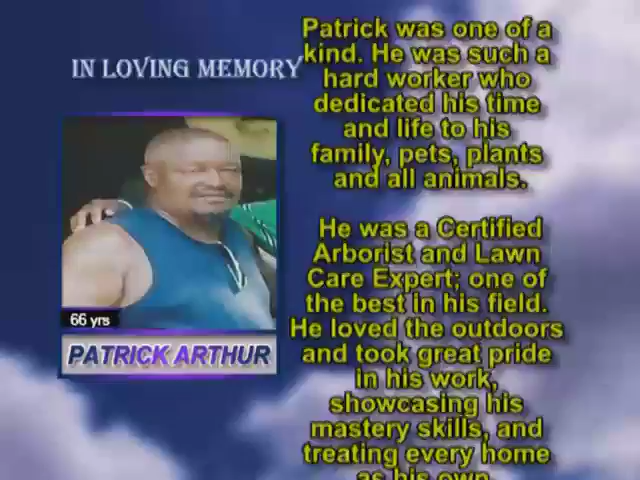 IN LOVING MEMORY
66 yrs
PATRICK ARTHUR
Patrick was one of a
kind. He was such a
hard worker who
dedicated his time
and life to his
family, pets, plants
and all animals.
He was a Certified
Arborist and Lawn
Care Expert; one of
the best in his field.
He loved the outdoors
and took great pride
in his work,
showcasing his
mastery skills, and
treating every home
as his own.